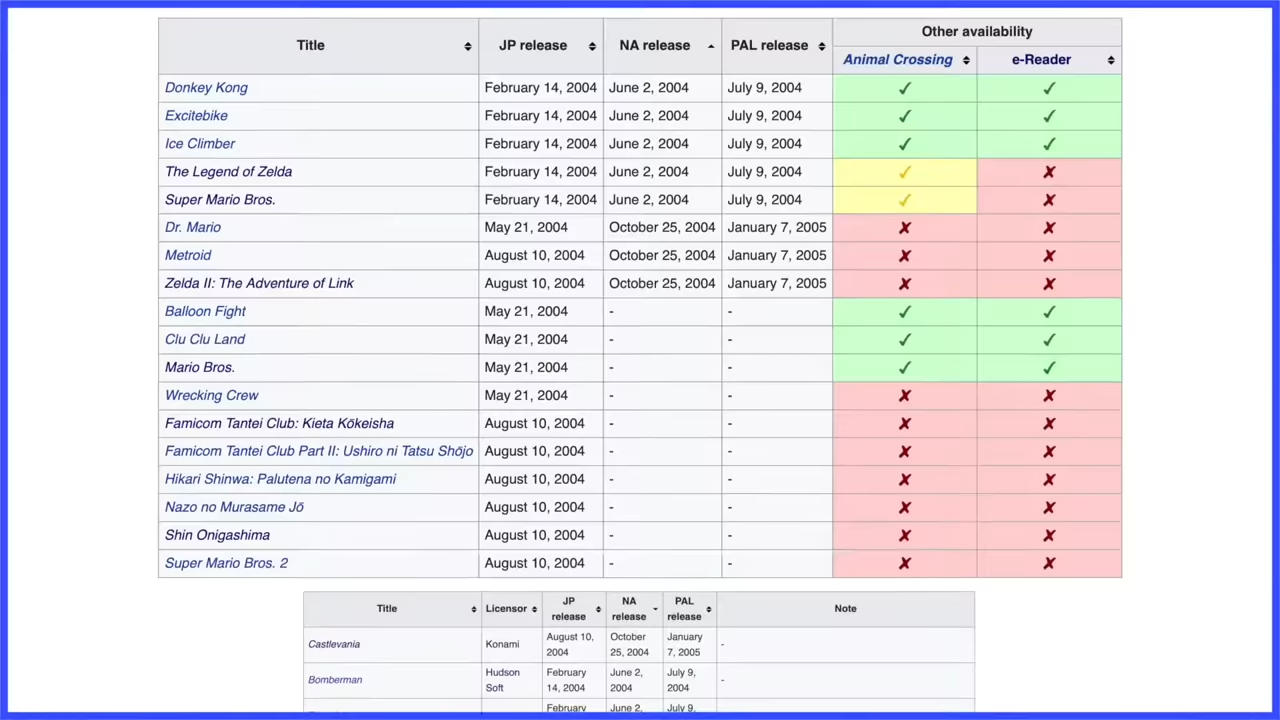 Title JP release NA release PAL release Other availability
Animal Crossing e-Reader
Donkey Kong February 14, 2004 June 2, 2004 July 9, 2004 ✓ ✓
Excitebike February 14, 2004 June 2, 2004 July 9, 2004 ✓ ✓
Ice Climber February 14, 2004 June 2, 2004 July 9, 2004 ✓ ✓
The Legend of Zelda February 14, 2004 June 2, 2004 July 9, 2004 ✓ ✗
Super Mario Bros. February 14, 2004 June 2, 2004 July 9, 2004 ✓ ✗
Dr. Mario May 21, 2004 October 25, 2004 January 7, 2005 ✗ ✗
Metroid August 10, 2004 October 25, 2004 January 7, 2005 ✗ ✗
Zelda II: The Adventure of Link August 10, 2004 October 25, 2004 January 7, 2005 ✗ ✗
Balloon Fight May 21, 2004 - - ✓ ✓
Clu Clu Land May 21, 2004 - - ✓ ✓
Mario Bros. May 21, 2004 - - ✓ ✓
Wrecking Crew May 21, 2004 - - ✗ ✗
Famicom Tantei Club: Kieta Kōkeisha August 10, 2004 - - ✗ ✗
Famicom Tantei Club Part II: Ushiro ni Tatsu Shōjo August 10, 2004 - - ✗ ✗
Hikari Shinwa: Palutena no Kamigami August 10, 2004 - - ✗ ✗
Nazo no Murasame Jō August 10, 2004 - - ✗ ✗
Shin Onigashima August 10, 2004 - - ✗ ✗
Super Mario Bros. 2 August 10, 2004 - - ✗ ✗
Title Licensor JP release NA release PAL release Note
Castlevania Konami August 10, 2004 October 25, 2004 January 7, 2005 -
Bomberman Hudson Soft February 14, 2004 June 2, 2004 July 9, 2004 -
February June 2, July 9,